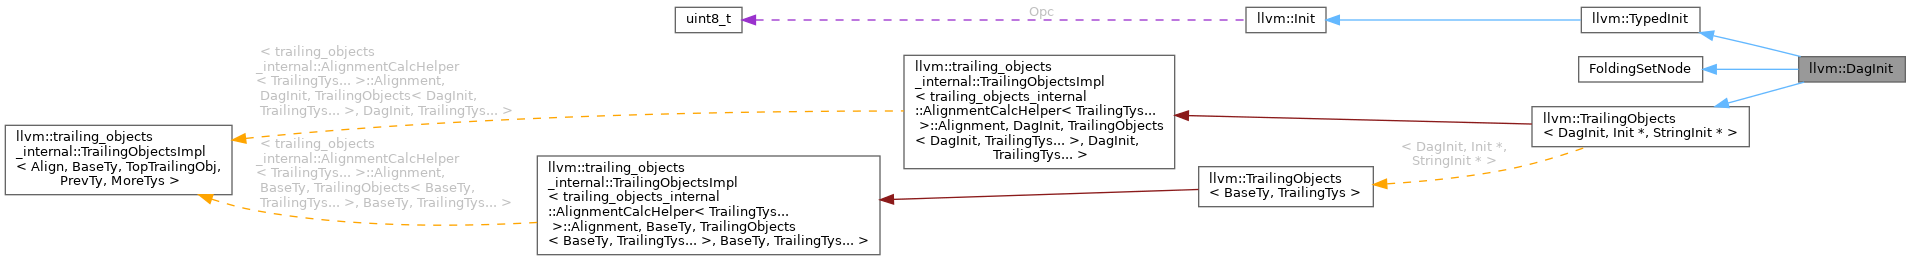 uint8_t
Opc
llvm::Init
llvm::TypedInit
FoldingSetNode
llvm::DagInit
llvm::TrailingObjects
< DagInit, Init *, StringInit * >
llvm::trailing_objects
_internal::TrailingObjectsImpl
< trailing_objects_internal
::AlignmentCalcHelper< TrailingTys...
>::Alignment, DagInit, TrailingObjects
< DagInit, TrailingTys... >, DagInit,
TrailingTys... >
< trailing_objects
_internal::AlignmentCalcHelper
< TrailingTys... >::Alignment,
DagInit, TrailingObjects< DagInit,
TrailingTys... >, DagInit, TrailingTys... >
llvm::trailing_objects
_internal::TrailingObjectsImpl
< Align, BaseTy, TopTrailingObj,
PrevTy, MoreTys >
< trailing_objects
_internal::AlignmentCalcHelper
< TrailingTys... >::Alignment,
BaseTy, TrailingObjects< BaseTy,
TrailingTys... >, BaseTy, TrailingTys... >
llvm::trailing_objects
_internal::TrailingObjectsImpl
< trailing_objects_internal
::AlignmentCalcHelper< TrailingTys...
>::Alignment, BaseTy, TrailingObjects
< BaseTy, TrailingTys... >, BaseTy, TrailingTys... >
llvm::TrailingObjects
< BaseTy, TrailingTys >
< DagInit, Init *,
StringInit * >